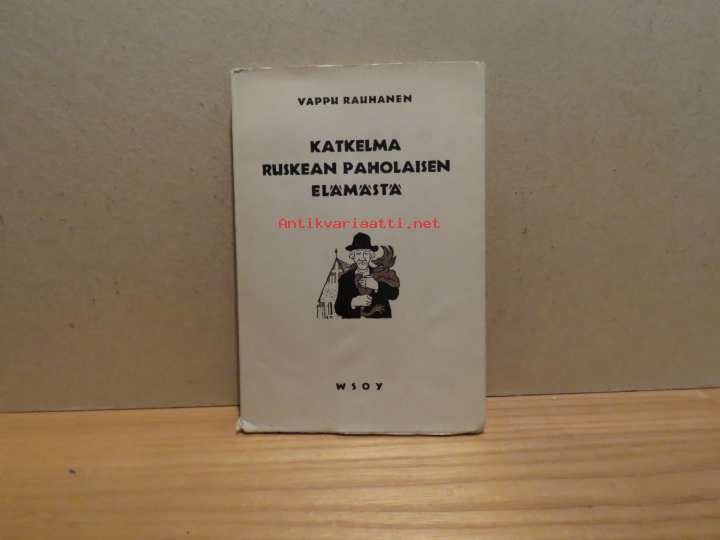 VAPPU RAUHANEN
KATKELMA
RUSKEAN PAHOLAISEN
ELÄMÄSTÄ
Antikvariaatti.net
WSOY